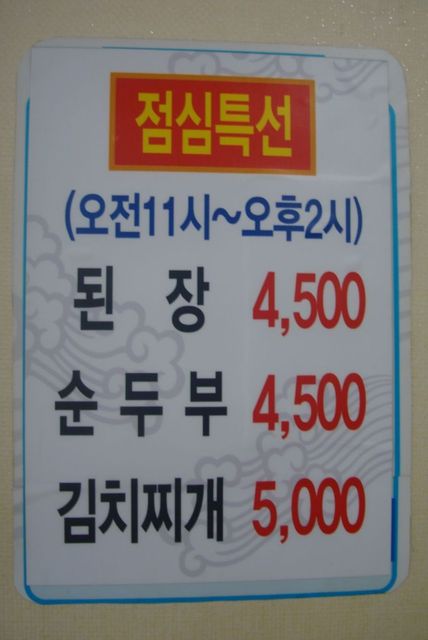 점심특선
(오전11시~오후2시)
된 장 4,500
순 두 부 4,500
김치찌개 5,000